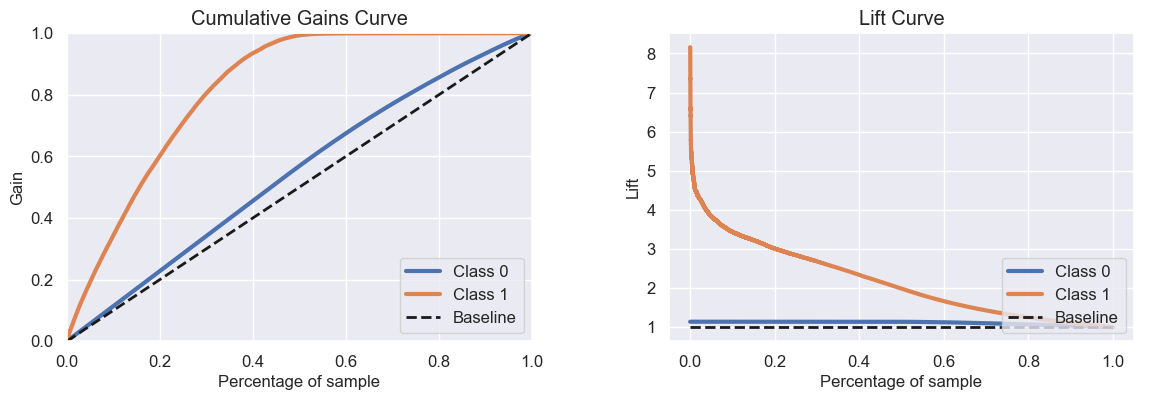 Cumulative Gains Curve
1.0
0.8
0.6
0.4
0.2
0.0
Gain
0.0 0.2 0.4 0.6 0.8 1.0
Percentage of sample
Class 0
Class 1
Baseline
Lift Curve
8
7
6
5
4
3
2
1
Lift
0.0 0.2 0.4 0.6 0.8 1.0
Percentage of sample
Class 0
Class 1
Baseline